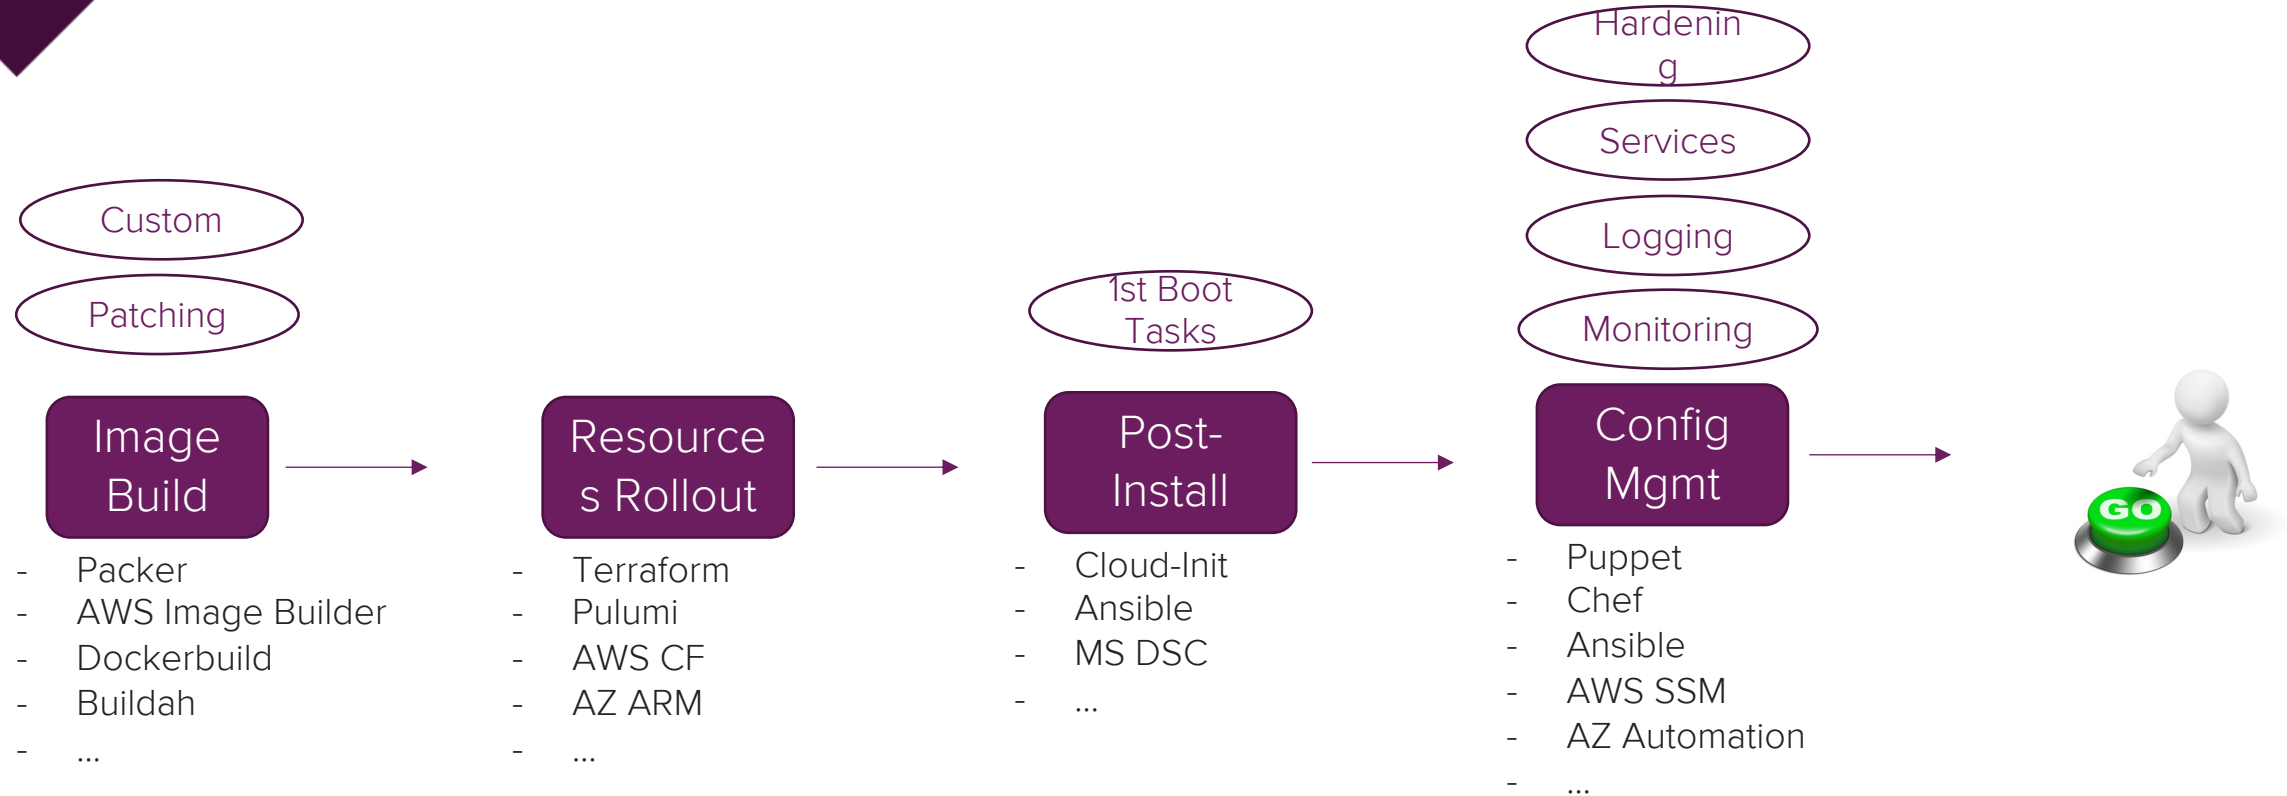 Custom
Patching
Image
Build
- Packer
- AWS Image Builder
- Dockerbuild
- Buildah
- ...
Resource
s Rollout
- Terraform
- Pulumi
- AWS CF
- AZ ARM
- ...
1st Boot
Tasks
Post-
Install
- Cloud-Init
- Ansible
- MS DSC
- ...
Hardenin
g
Services
Logging
Monitoring
Config
Mgmt
- Puppet
- Chef
- Ansible
- AWS SSM
- AZ Automation
- ...
GO